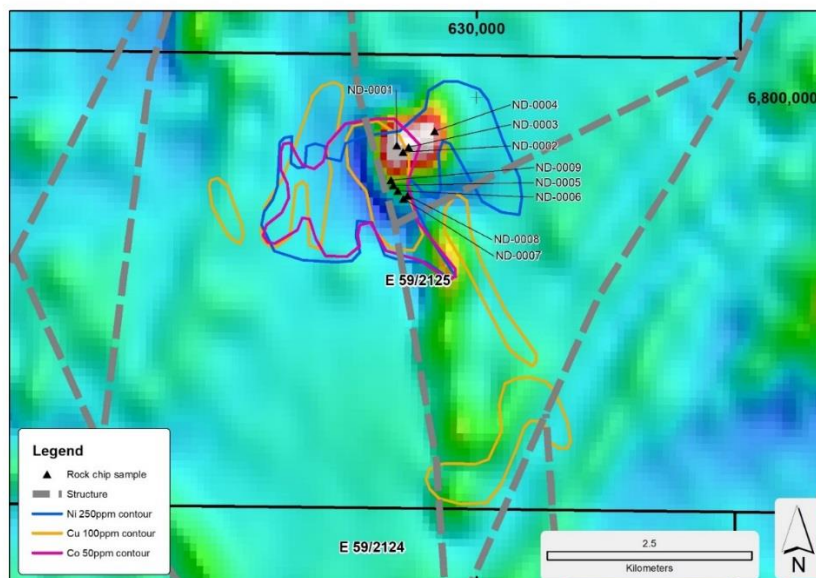 630,000
6,800,000
ND-0001
ND-0004
ND-0003
ND-0002
ND-0009
ND-0005
ND-0006
ND-0008
ND-0007
E 59/2125
Legend
Rock chip sample
Structure
Ni 250ppm contour
Cu 100ppm contour
Co 50ppm contour
E 59/2124
2.5
Kilometers
N